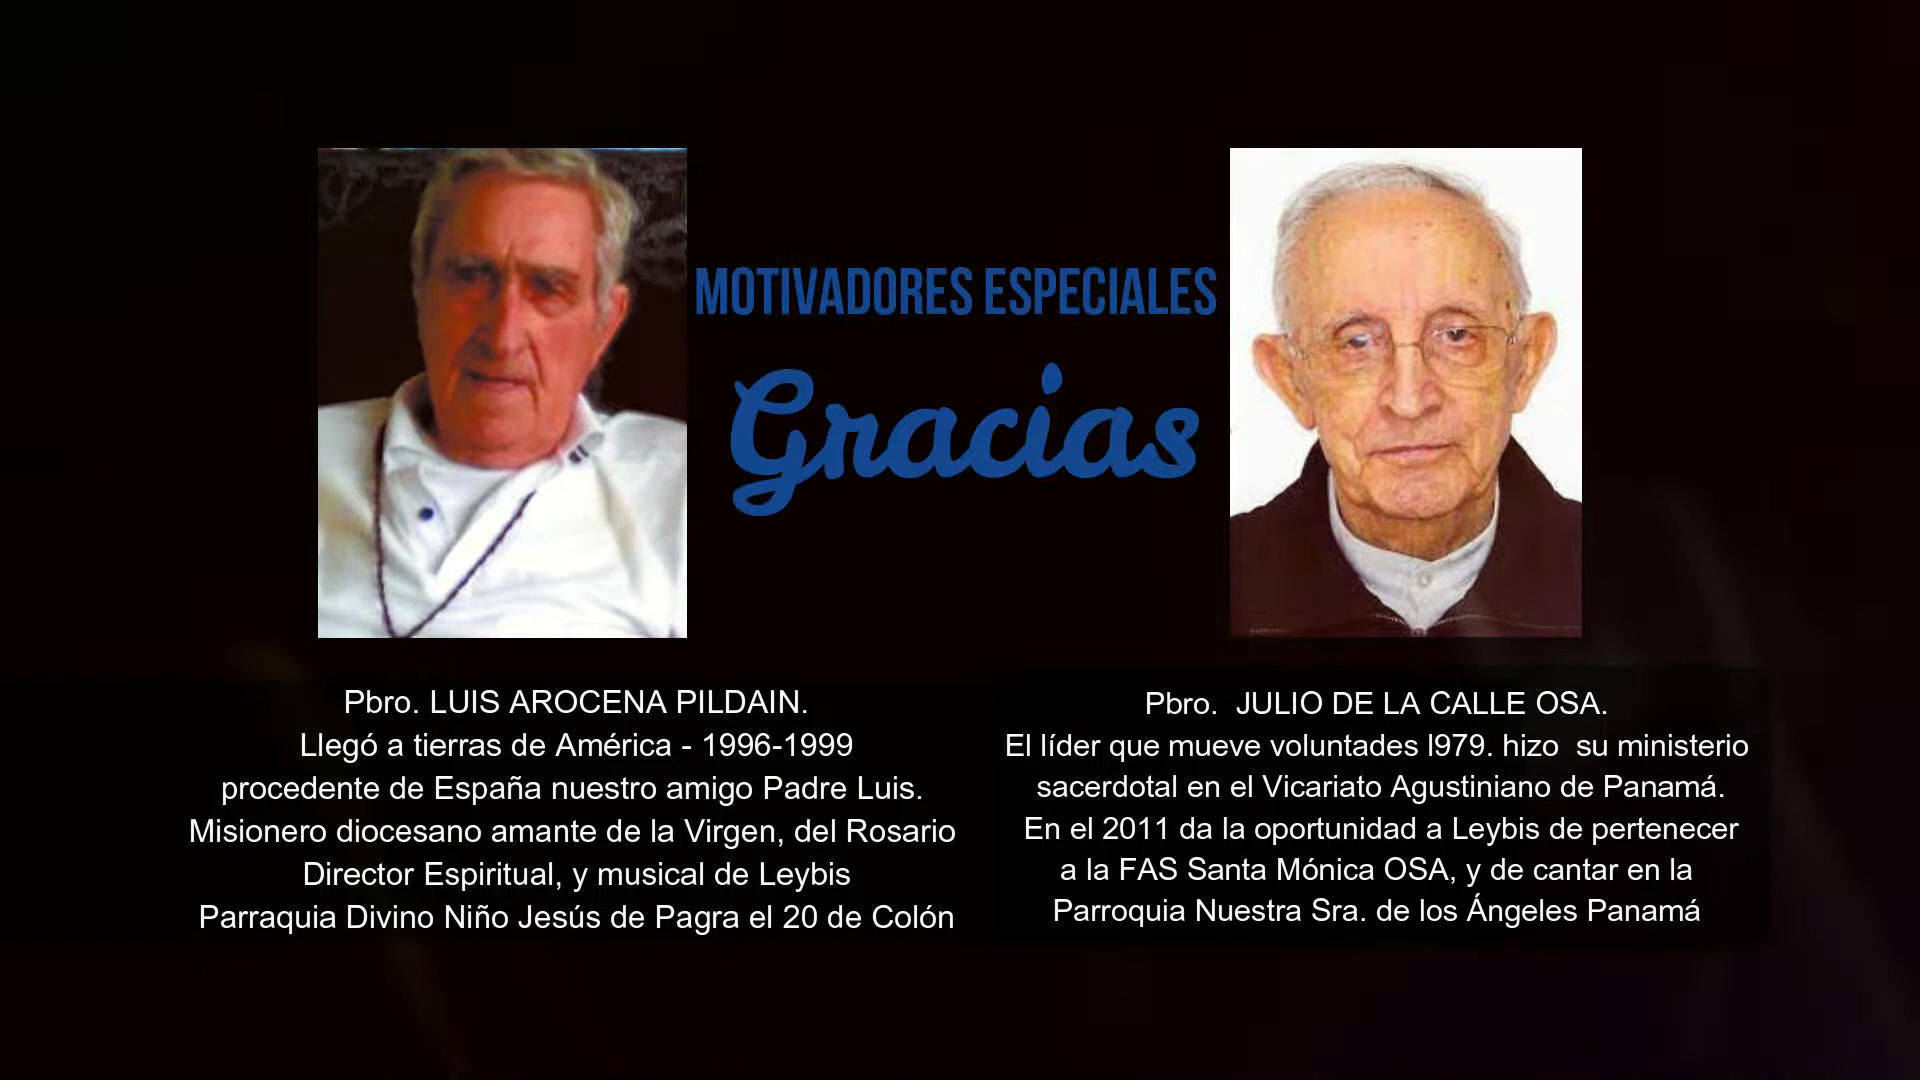 MOTIVADORES ESPECIALES
Gracias
Pbro. LUIS AROCENA PILDAIN.
Llegó a tierras de América - 1996-1999
procedente de España nuestro amigo Padre Luis.
Misionero diocesano amante de la Virgen, del Rosario
Director Espiritual, y musical de Leybis
Parraquia Divino Niño Jesús de Pagra el 20 de Colón
Pbro.  JULIO DE LA CALLE OSA.
El líder que mueve voluntades l979. hizo  su ministerio
sacerdotal en el Vicariato Agustiniano de Panamá.
En el 2011 da la oportunidad a Leybis de pertenecer
a la FAS Santa Mónica OSA, y de cantar en la
Parroquia Nuestra Sra. de los Ángeles Panamá